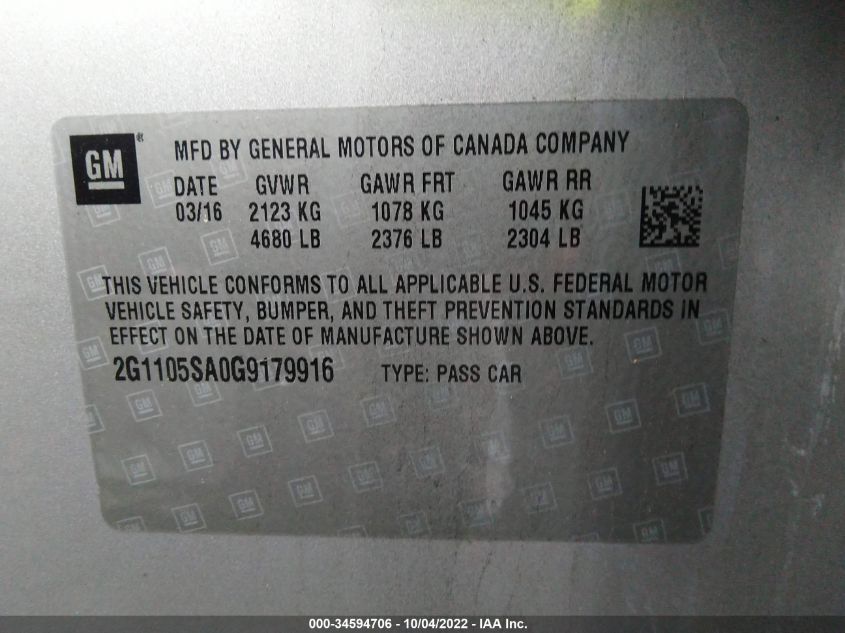 GM ® MFD BY GENERAL MOTORS OF CANADA COMPANY
DATE GVWR GAWR FRT GAWR RR
03/16 2123 KG 1078 KG 1045 KG
4680 LB 2376 LB 2304 LB
THIS VEHICLE CONFORMS TO ALL APPLICABLE U.S. FEDERAL MOTOR
VEHICLE SAFETY, BUMPER, AND THEFT PREVENTION STANDARDS IN
EFFECT ON THE DATE OF MANUFACTURE SHOWN ABOVE.
2G1105SA0G9179916 TYPE: PASS CAR
000-34594706 - 10/04/2022 - IAA Inc.